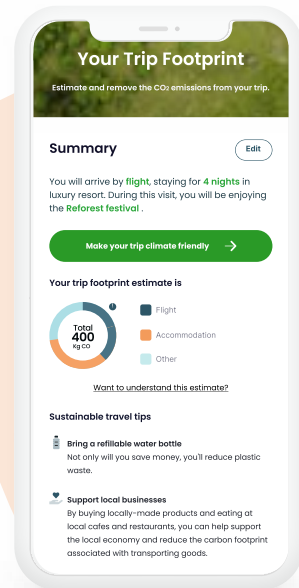 Your Trip Footprint
Estimate and remove the CO₂ emissions from your trip.
Summary
Edit
You will arrive by flight, staying for 4 nights in
luxury resort. During this visit, you will be enjoying
the Reforest festival .
Make your trip climate friendly
Your trip footprint estimate is
Total
400
Kg CO
!
Flight
Accommodation
Other
Want to understand this estimate?
Sustainable travel tips
Bring a refillable water bottle
Not only will you save money, you'll reduce plastic
waste.
Support local businesses
By buying locally-made products and eating at
local cafes and restaurants, you can help support
the local economy and reduce the carbon footprint
associated with transporting goods.